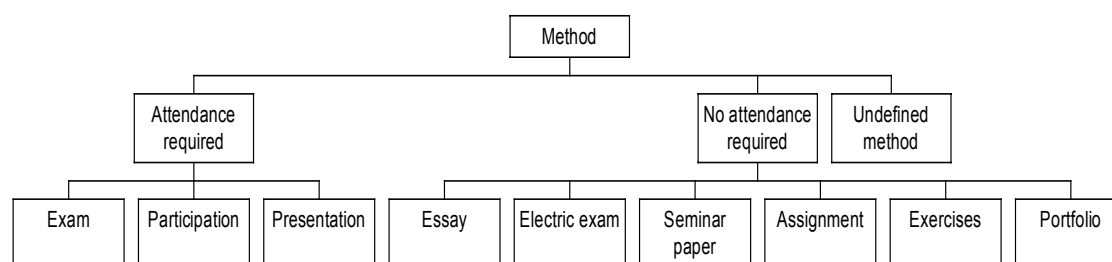 Method
Attendance
required
No attendance
required
Undefined
method
Exam
Participation
Presentation
Essay
Electric exam
Seminar
paper
Assignment
Exercises
Portfolio